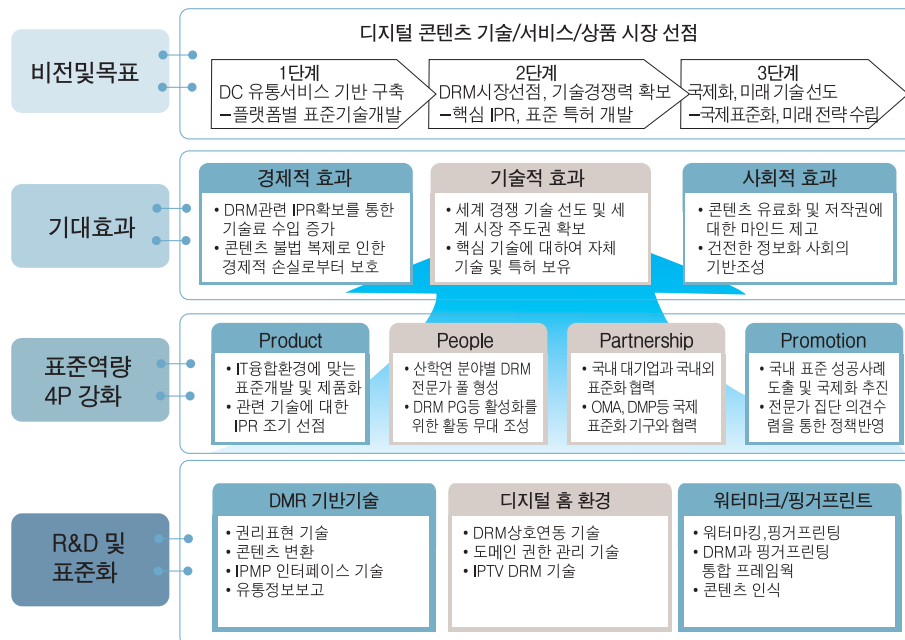 비전및목표
디지털 콘텐츠 기술/서비스/상품 시장 선점
1단계
DC 유통서비스 기반 구축
–플랫폼별 표준기술개발
2단계
DRM시장선점, 기술경쟁력 확보
–핵심 IPR, 표준 특허 개발
3단계
국제화, 미래 기술 선도
–국제표준화, 미래 전략 수립
기대효과
경제적 효과
• DRM관련 IPR확보를 통한
기술료 수입 증가
• 콘텐츠 불법 복제로 인한
경제적 손실로부터 보호
기술적 효과
• 세계 경쟁 기술 선도 및 세
계 시장 주도권 확보
• 핵심 기술에 대하여 자체
기술 및 특허 보유
사회적 효과
• 콘텐츠 유료화 및 저작권에
대한 마인드 제고
• 건전한 정보화 사회의
기반조성
표준역량
4P 강화
Product
• IT융합환경에 맞는
표준개발 및 제품화
• 관련 기술에 대한
IPR 조기 선점
People
• 산학연 분야별 DRM
전문가 풀 형성
• DRM PG등 활성화를
위한 활동 무대 조성
Partnership
• 국내 대기업과 국내외
표준화 협력
• OMA, DMP등 국제
표준화 기구와 협력
Promotion
• 국내 표준 성공사례
도출 및 국제화 추진
• 전문가 집단 의견수
렴을 통한 정책반영
R&D 및
표준화
DMR 기반기술
• 권리표현 기술
• 콘텐츠 변환
• IPMP 인터페이스 기술
• 유통정보보고
디지털 홈 환경
• DRM상호연동 기술
• 도메인 권한 관리 기술
• IPTV DRM 기술
워터마크/핑거프린트
• 워터마킹,핑거프린팅
• DRM과 핑거프린팅
통합 프레임웍
• 콘텐츠 인식